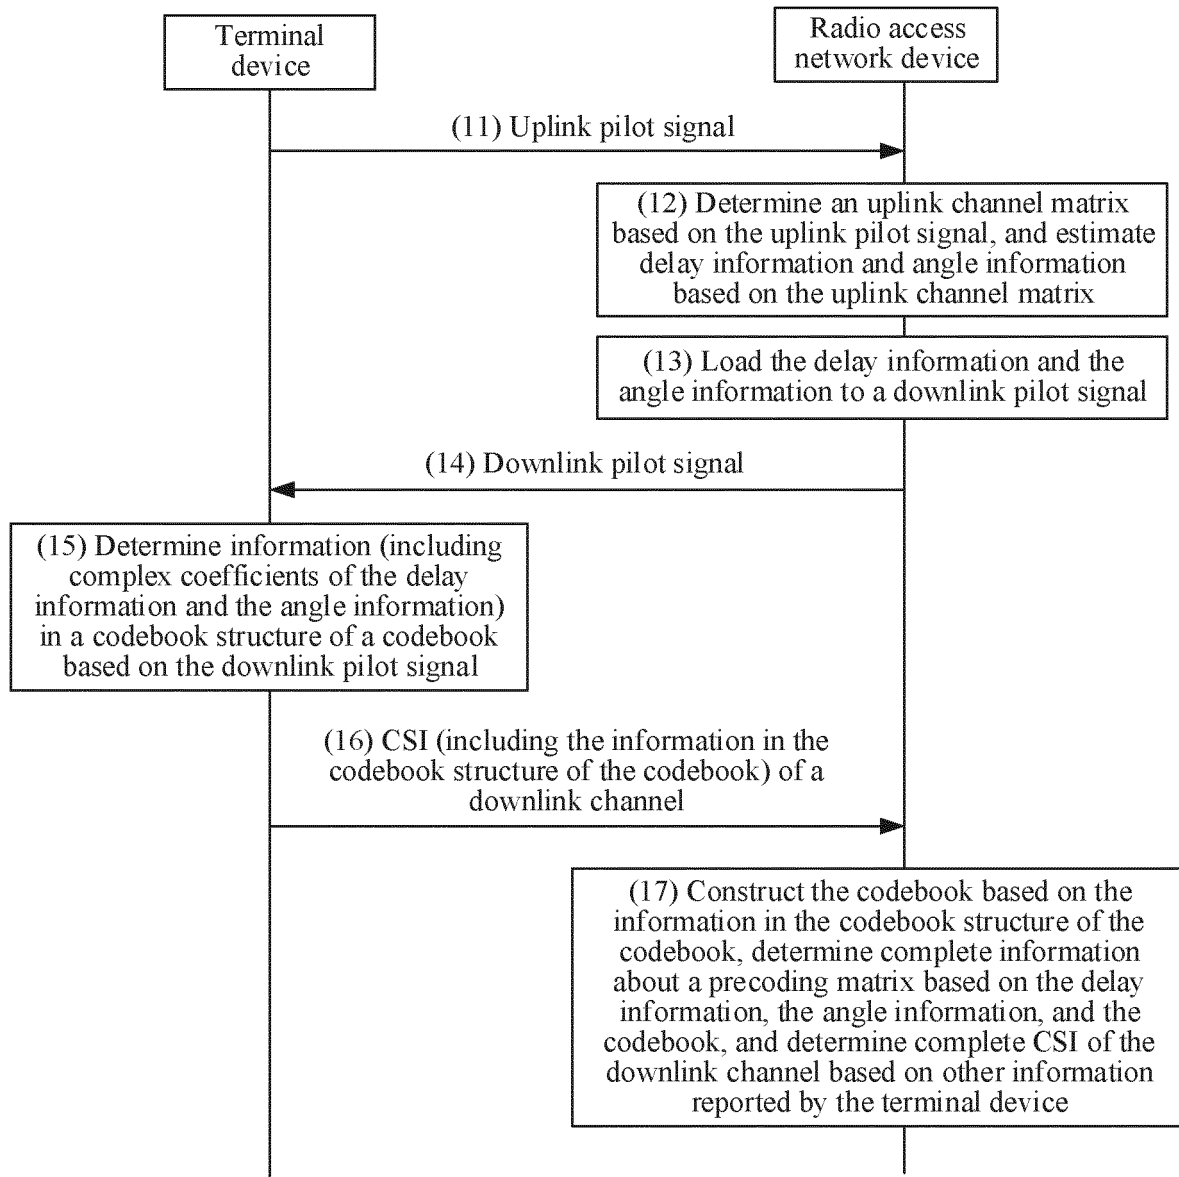 Terminal
device
Radio access
network device
(11) Uplink pilot signal
(12) Determine an uplink channel matrix
based on the uplink pilot signal, and estimate
delay information and angle information
based on the uplink channel matrix
(13) Load the delay information and the
angle information to a downlink pilot signal
(14) Downlink pilot signal
(15) Determine information (including
complex coefficients of the delay
information and the angle information)
in a codebook structure of a codebook
based on the downlink pilot signal
(16) CSI (including the information in the
codebook structure of the codebook) of a
downlink channel
(17) Construct the codebook based on the
information in the codebook structure of the
codebook, determine complete information
about a precoding matrix based on the delay
information, the angle information, and the
codebook, and determine complete CSI of the
downlink channel based on other information
reported by the terminal device